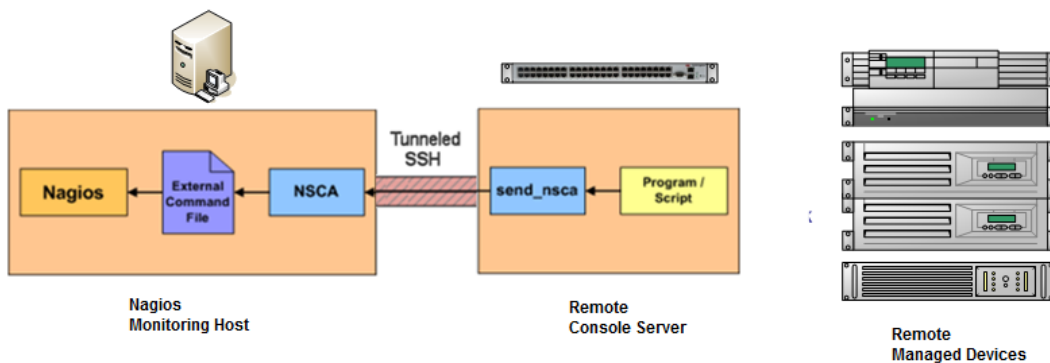 Tunneled
SSH
Nagios
External
Command
File
NSCA
send_nsca
Program /
Script
Nagios
Monitoring Host
Remote
Console Server
Remote
Managed Devices